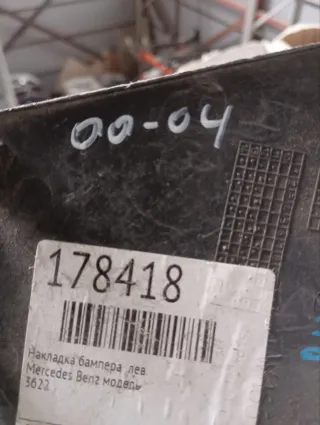 00-04
178418
Накладка бампера лев
Mercedes Benz модель
3622